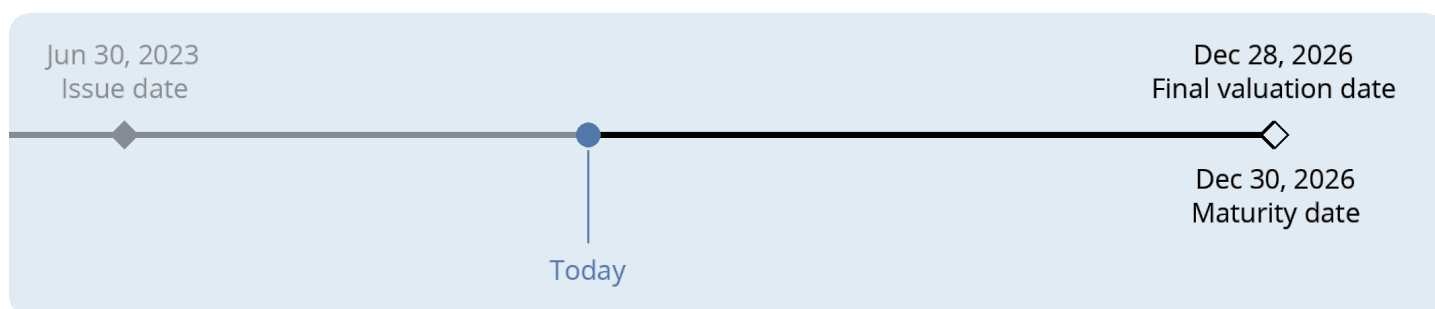 Jun 30, 2023
Issue date
Dec 28, 2026
Final valuation date
Dec 30, 2026
Maturity date
Today